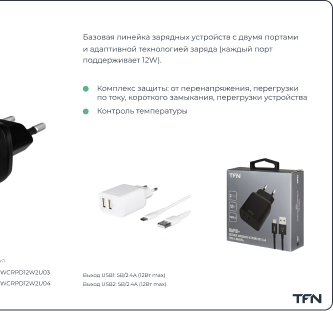 Базовая линейка зарядных устройств с двумя портами
и адаптивной технологией заряда (каждый порт
поддерживает 12W).
Комплекс защиты: от перенапряжения, перегрузки
по току, короткого замыкания, перегрузки устройства
Контроль температуры
TFN
WCRPD12W2U03
WCRPD12W2U04
Выход USB1: 5В/2.4А (12Вт max)
Выход USB2: 5В/2.4А (12Вт max)
TFN